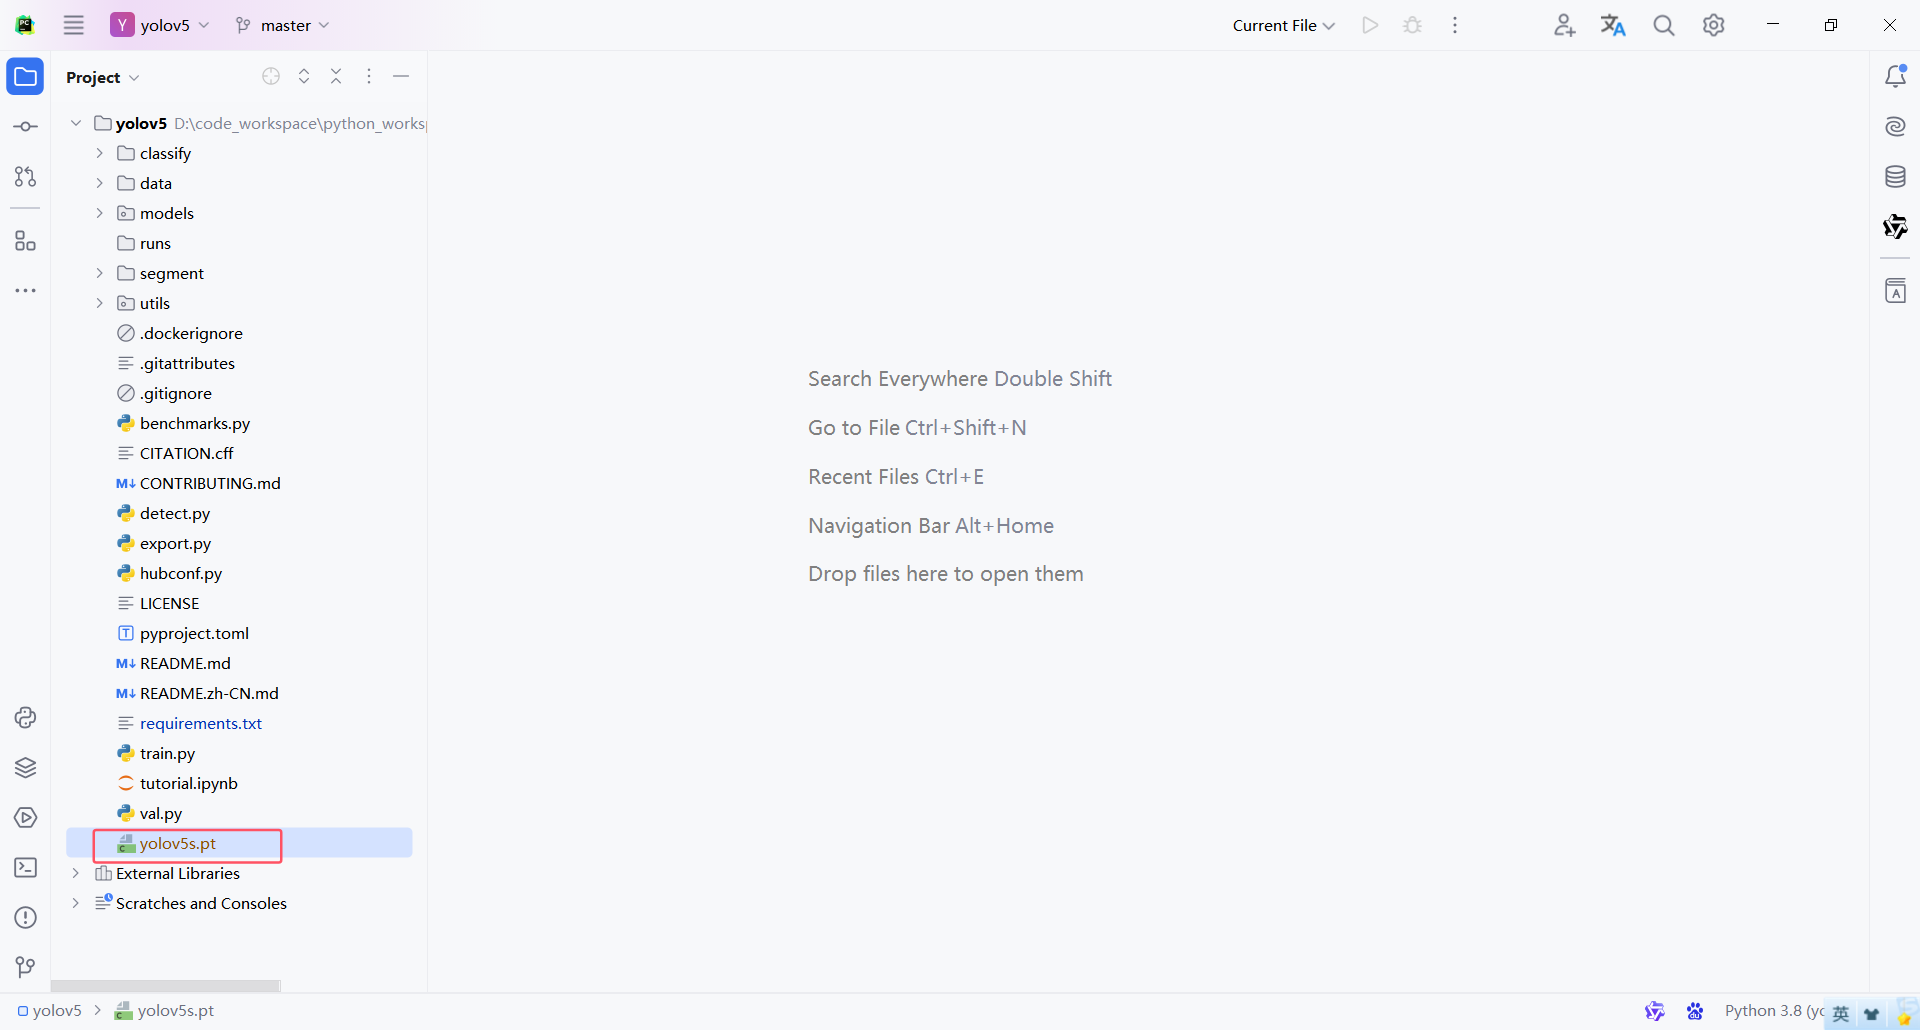 Y yolov5 master Current File
Project
yolov5 D:\code_workspace\python_works
classify
data
models
runs
segment
utils
.dockerignore
.gitattributes
.gitignore
benchmarks.py
CITATION.cff
M↓ CONTRIBUTING.md
detect.py
export.py
hubconf.py
LICENSE
T pyproject.toml
M↓ README.md
M↓ README.zh-CN.md
requirements.txt
train.py
tutorial.ipynb
val.py
C yolov5s.pt
External Libraries
Scratches and Consoles
Search Everywhere Double Shift
Go to File Ctrl+Shift+N
Recent Files Ctrl+E
Navigation Bar Alt+Home
Drop files here to open them
yolov5 > yolov5s.pt
Python 3.8 (yo
英